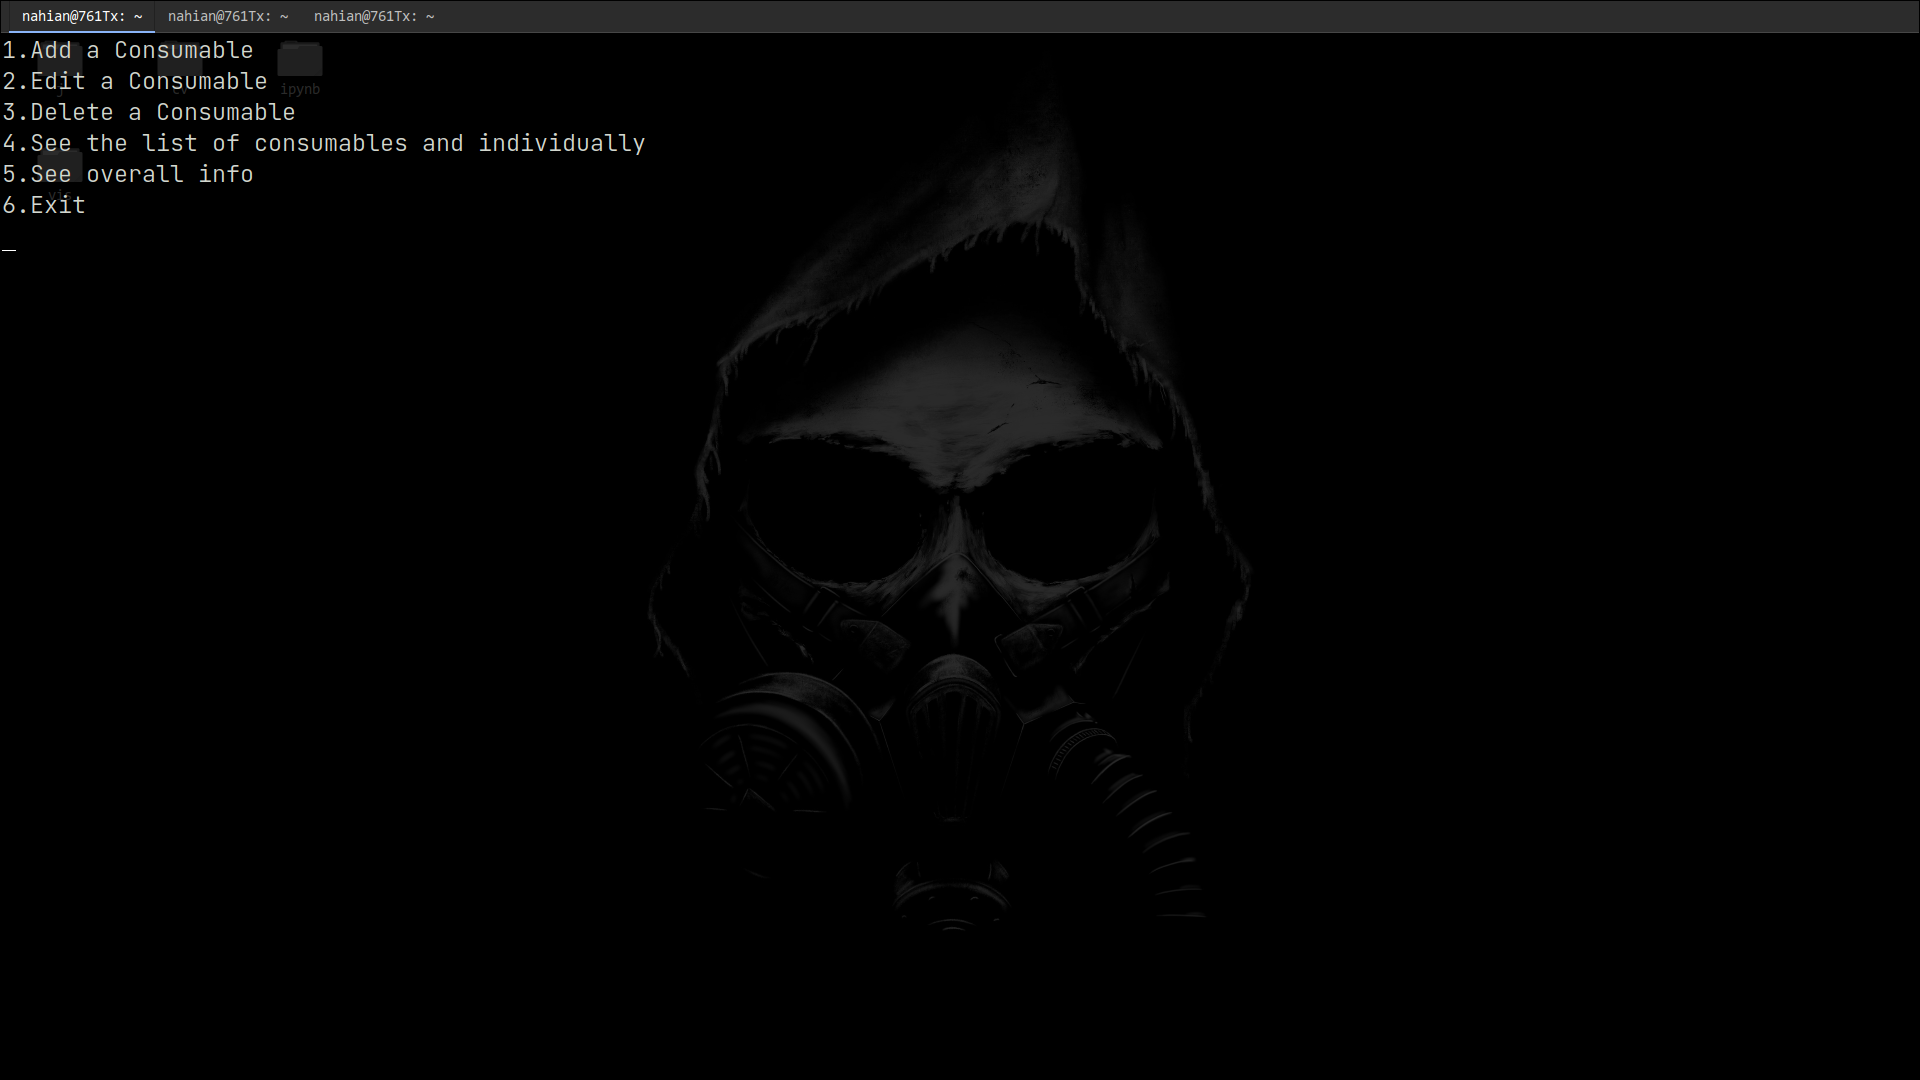 nahian@761Tx: ~ nahian@761Tx: ~ nahian@761Tx: ~
1.Add a Consumable
2.Edit a Consumable
ipynb
3.Delete a Consumable
4.See the list of consumables and individually
5.See overall info
6.Exit